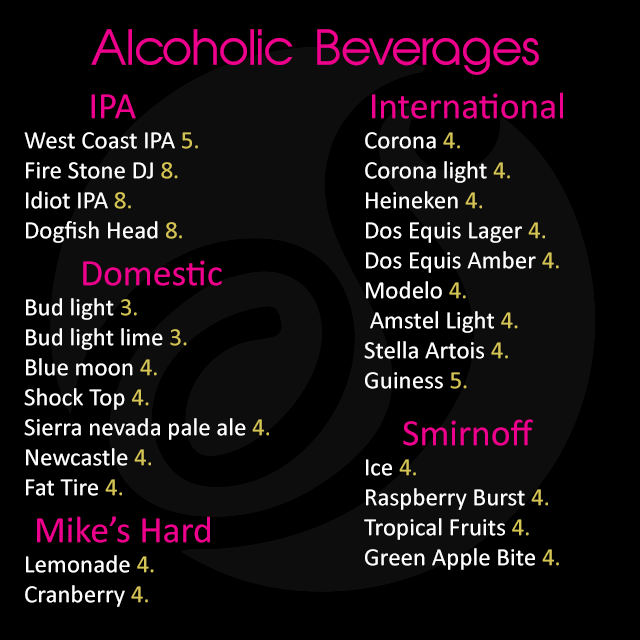 Alcoholic Beverages
IPA
West Coast IPA 5.
Fire Stone DJ 8.
Idiot IPA 8.
Dogfish Head 8.
Domestic
Bud light 3.
Bud light lime 3.
Blue moon 4.
Shock Top 4.
Sierra nevada pale ale 4.
Newcastle 4.
Fat Tire 4.
Mike's Hard
Lemonade 4.
Cranberry 4.
International
Corona 4.
Corona light 4.
Heineken 4.
Dos Equis Lager 4.
Dos Equis Amber 4.
Modelo 4.
Amstel Light 4.
Stella Artois 4.
Guiness 5.
Smirnoff
Ice 4.
Raspberry Burst 4.
Tropical Fruits 4.
Green Apple Bite 4.